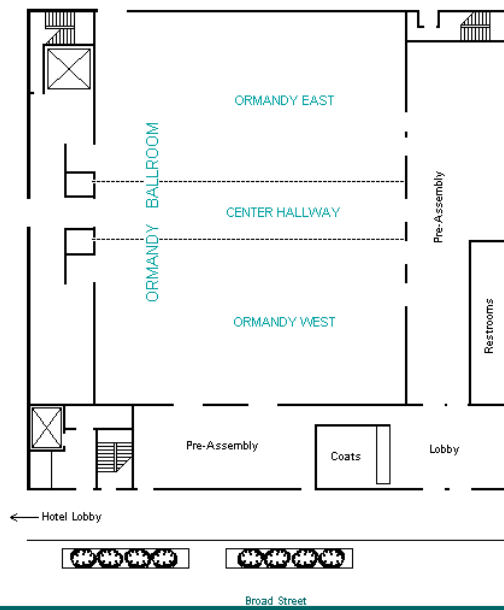 ORMANDY EAST
ORMANDY BALLROOM
CENTER HALLWAY
Pre-Assembly
ORMANDY WEST
Restrooms
Pre-Assembly
Coats
Lobby
Hotel Lobby
Broad Street